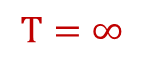 T = ∞